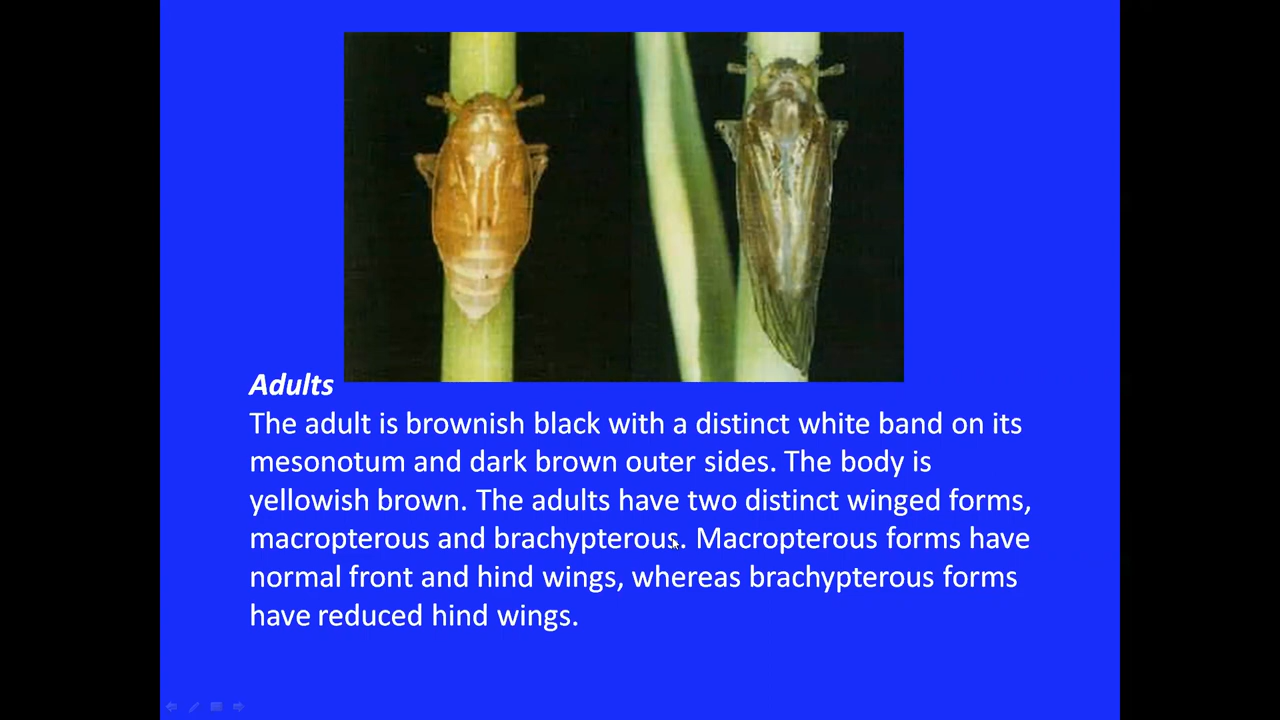 Adults
The adult is brownish black with a distinct white band on its
mesonotum and dark brown outer sides. The body is
yellowish brown. The adults have two distinct winged forms,
macropterous and brachypterous. Macropterous forms have
normal front and hind wings, whereas brachypterous forms
have reduced hind wings.